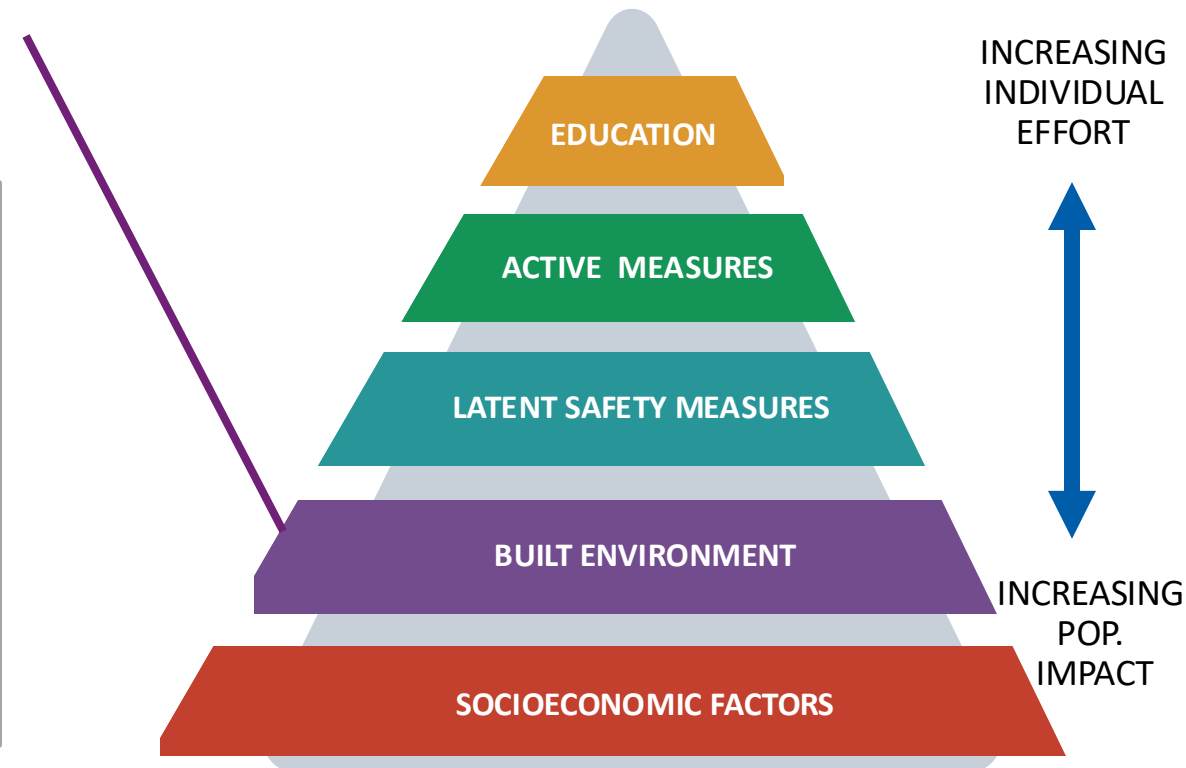 INCREASING
INDIVIDUAL
EFFORT
EDUCATION
ACTIVE MEASURES
LATENT SAFETY MEASURES
BUILT ENVIRONMENT
INCREASING
POP.
IMPACT
SOCIOECONOMIC FACTORS